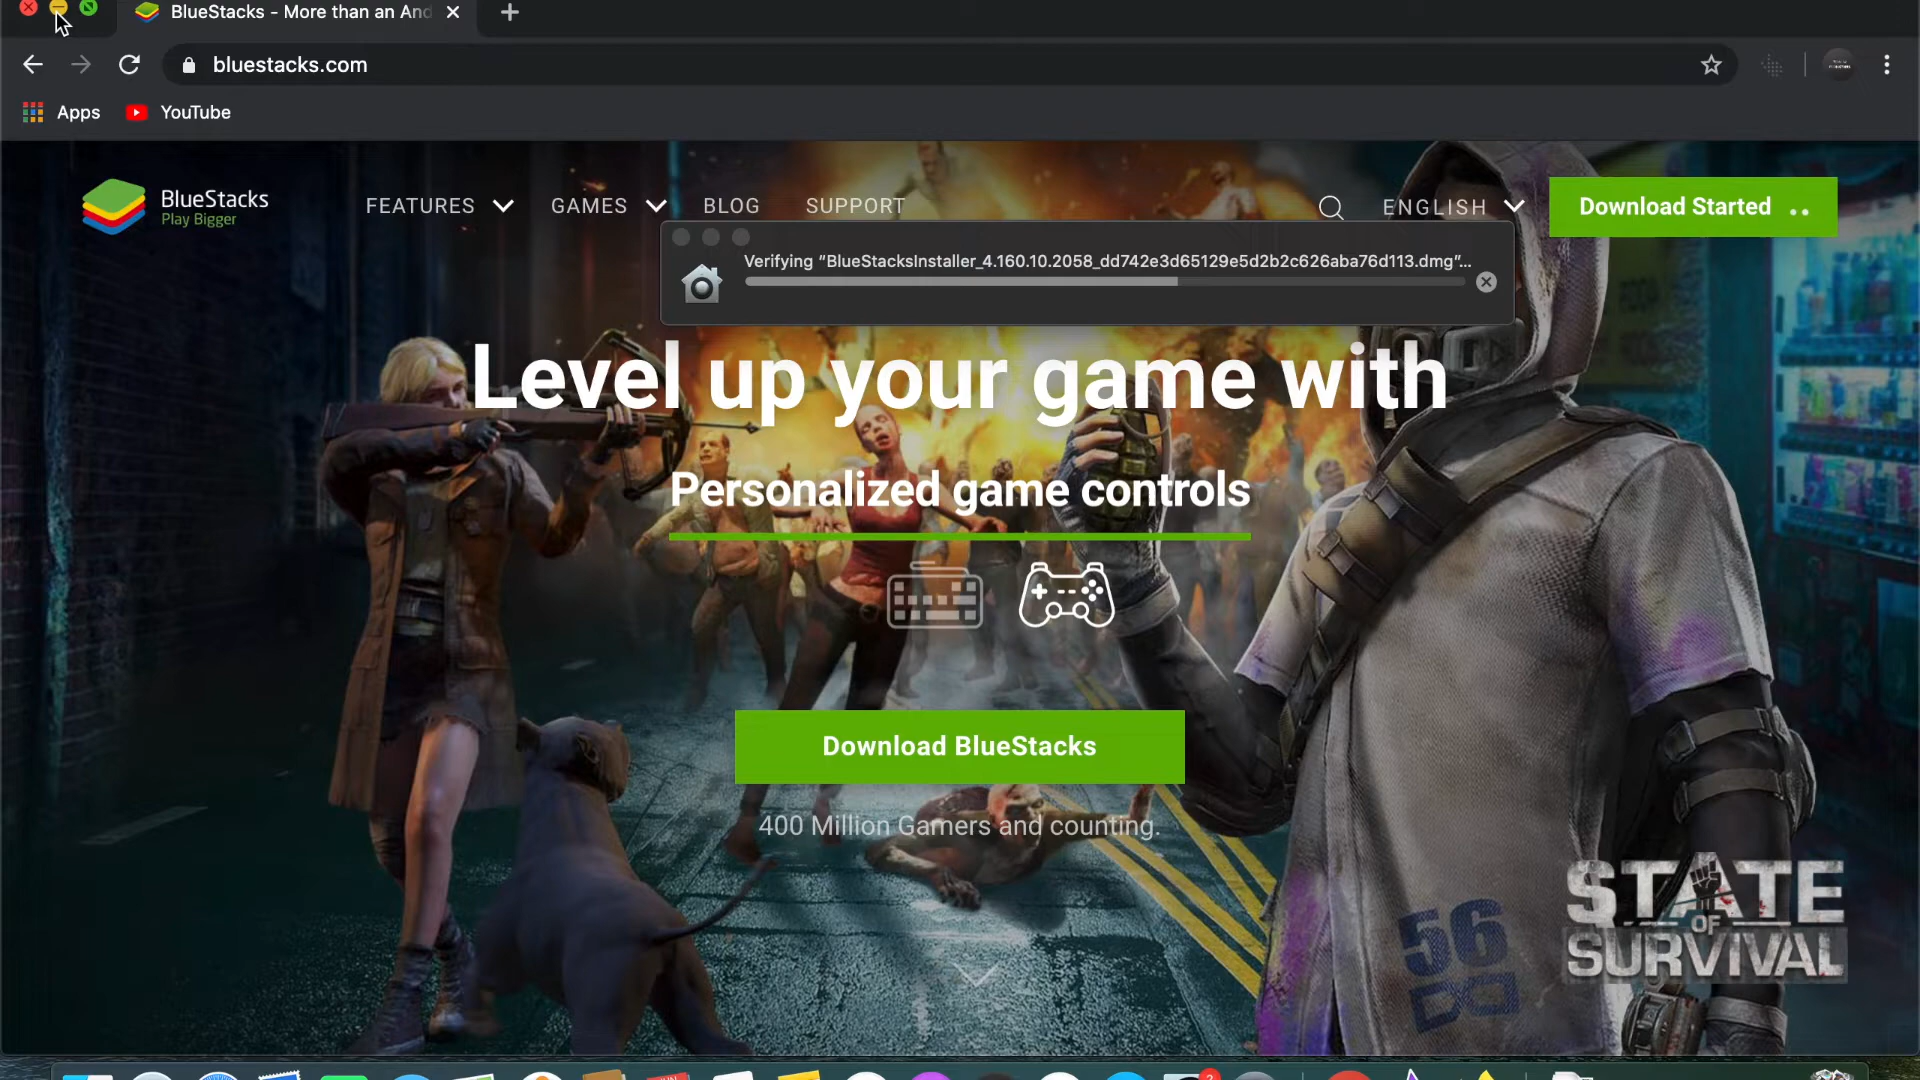 BlueStacks - More than an And
bluestacks.com
Apps
YouTube
BlueStacks
Play Bigger
FEATURES
GAMES
BLOG
SUPPORT
ENGLISH
Download Started ..
Verifying “BlueStacksInstaller_4.160.10.2058_dd742e3d65129e5d2b2c626aba76d113.dmg”...
Level up your game with
Personalized game controls
Download BlueStacks
400 Million Gamers and counting.
56
STATE
OF
SURVIVAL
2